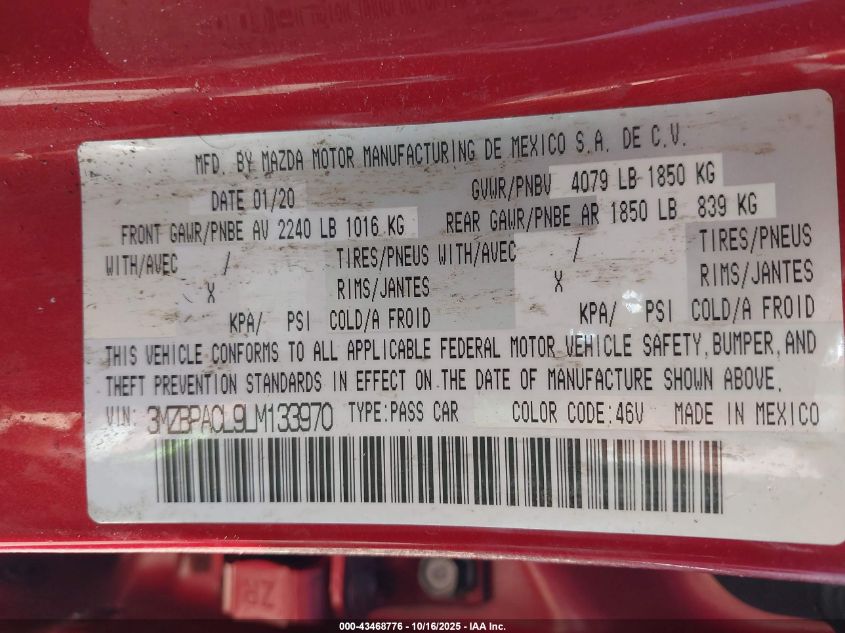 MFD. BY MAZDA MOTOR MANUFACTURING DE MEXICO S.A. DE C.V.
DATE 01/20 GVWR/PNBV 4079 LB 1850 KG
FRONT GAWR/PNBE AV 2240 LB 1016 KG REAR GAWR/PNBE AR 1850 LB 839 KG
WITH/AVEC / TIRES/PNEUS WITH/AVEC / TIRES/PNEUS
X RIMS/JANTES X RIMS/JANTES
KPA/ PSI COLD/A FROID KPA/ PSI COLD/A FROID
THIS VEHICLE CONFORMS TO ALL APPLICABLE FEDERAL MOTOR VEHICLE SAFETY, BUMPER, AND
THEFT PREVENTION STANDARDS IN EFFECT ON THE DATE OF MANUFACTURE SHOWN ABOVE.
VIN: 3MZBPACL9LM133970 TYPE:PASS CAR COLOR CODE:46V MADE IN MEXICO
ZR
000-43468776 - 10/16/2025 - IAA Inc.